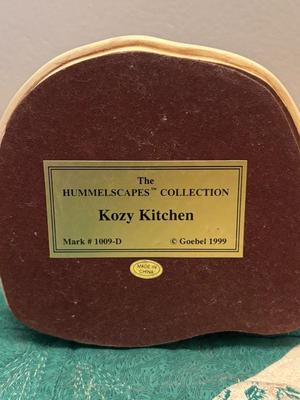 The
HUMMELSCAPES™ COLLECTION
Kozy Kitchen
Mark # 1009-D © Goebel 1999
MADE IN
CHINA